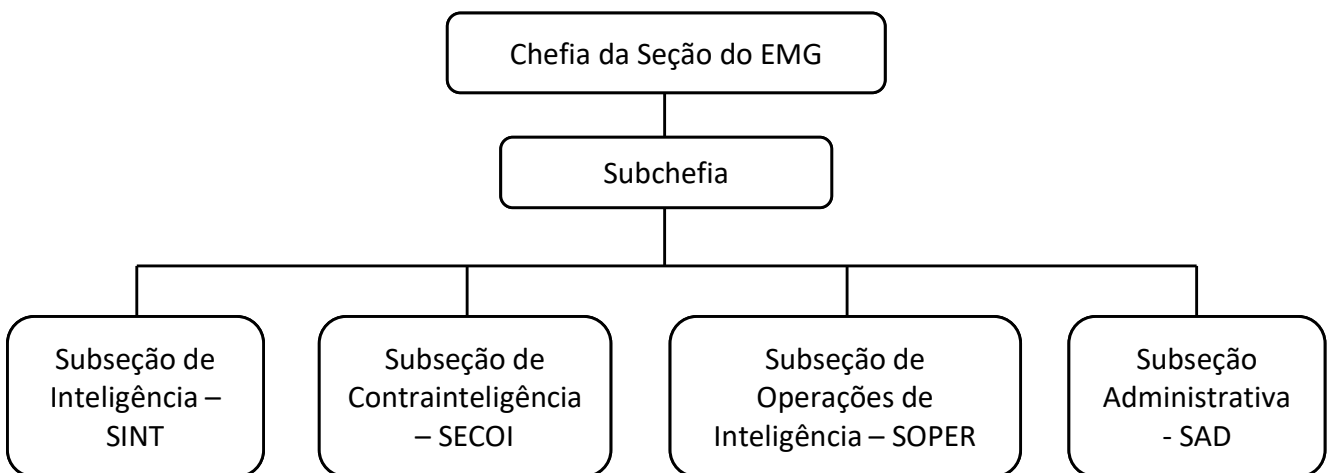 Chefia da Seção do EMG
Subchefia
Subseção de
Inteligência –
SINT
Subseção de
Contrainteligência
– SECOI
Subseção de
Operações de
Inteligência – SOPER
Subseção
Administrativa
- SAD